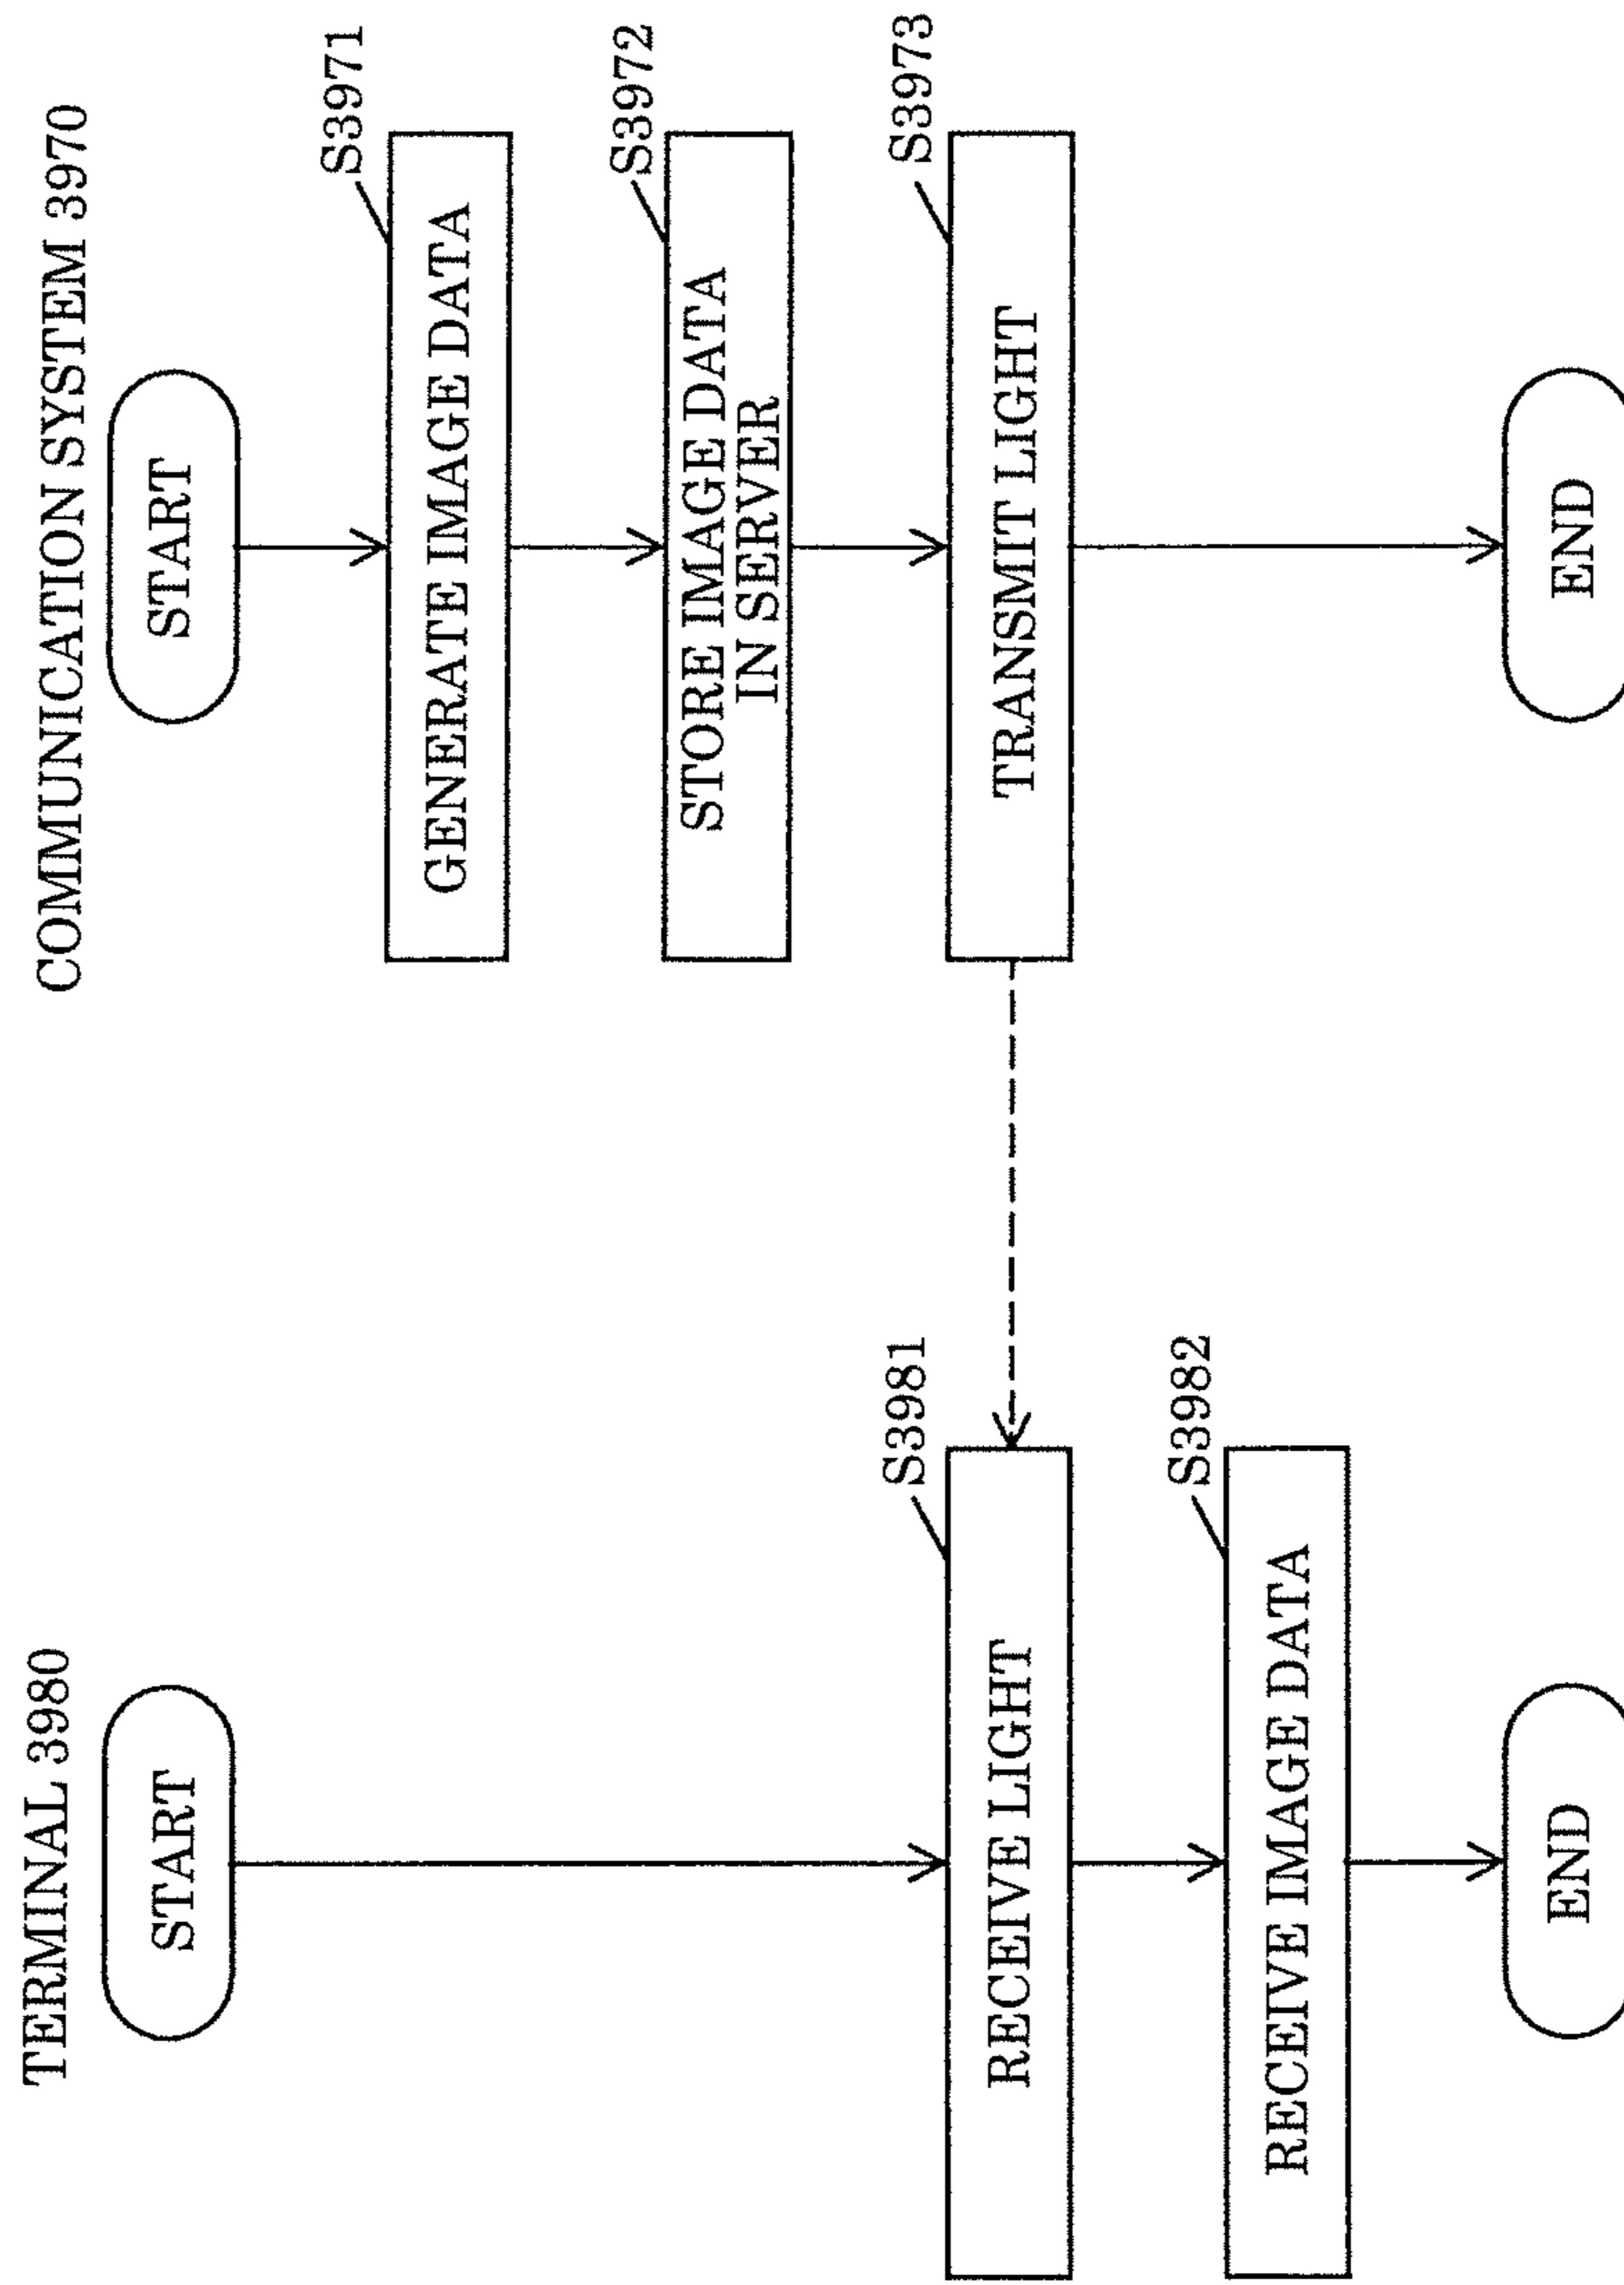 TERMINAL 3980
START
S3981
RECEIVE LIGHT
S3982
RECEIVE IMAGE DATA
END
COMMUNICATION SYSTEM 3970
START
S3971
GENERATE IMAGE DATA
S3972
STORE IMAGE DATA
IN SERVER
S3973
TRANSMIT LIGHT
END